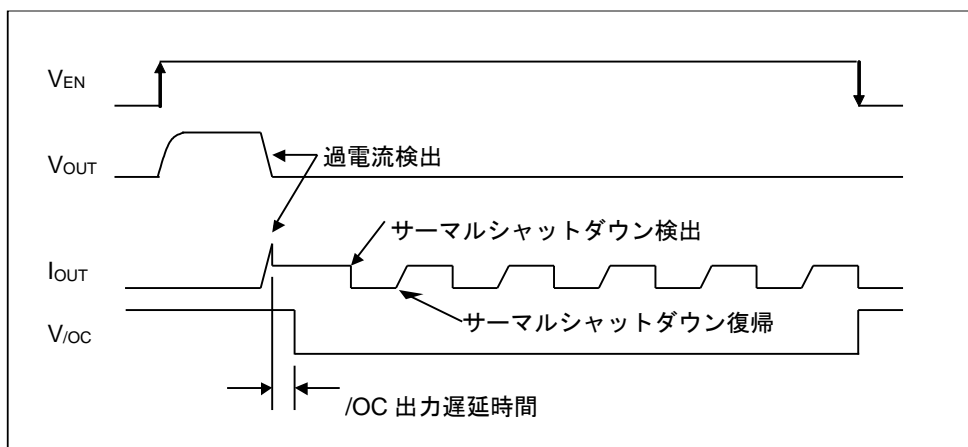 VEN
VOUT
過電流検出
サーマルシャットダウン検出
IOUT
サーマルシャットダウン復帰
V/OC
/OC 出力遅延時間